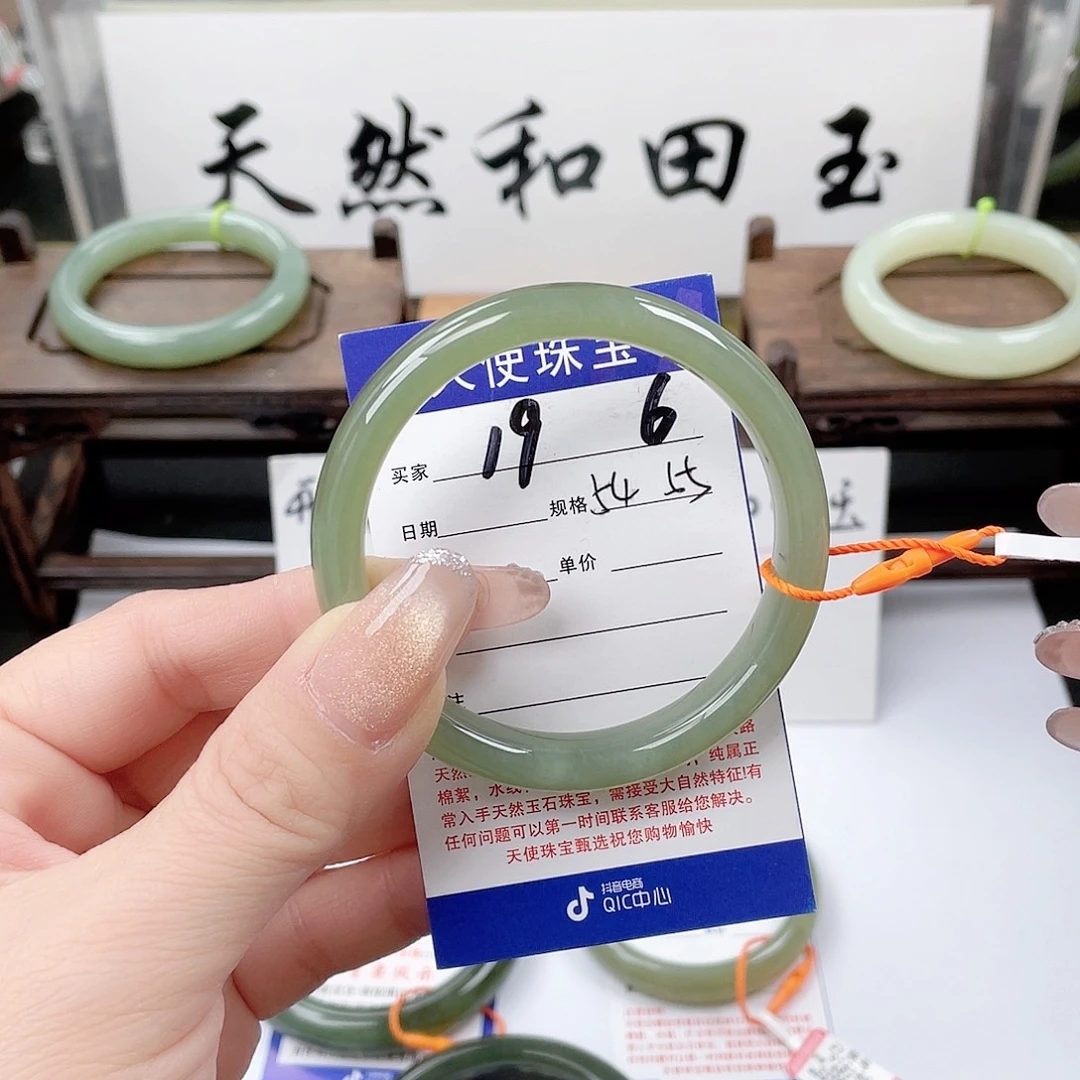 天然和田玉
使珠宝
19 6
买家
规格 54 55
日期
单价
天然
纯属正
棉絮，水线
需接受大自然特征!有
常入手天然玉石珠宝，
任何问题可以第一时间联系客服给您解决。
天使珠宝甄选祝您购物愉快
抖音电商
QIC中心